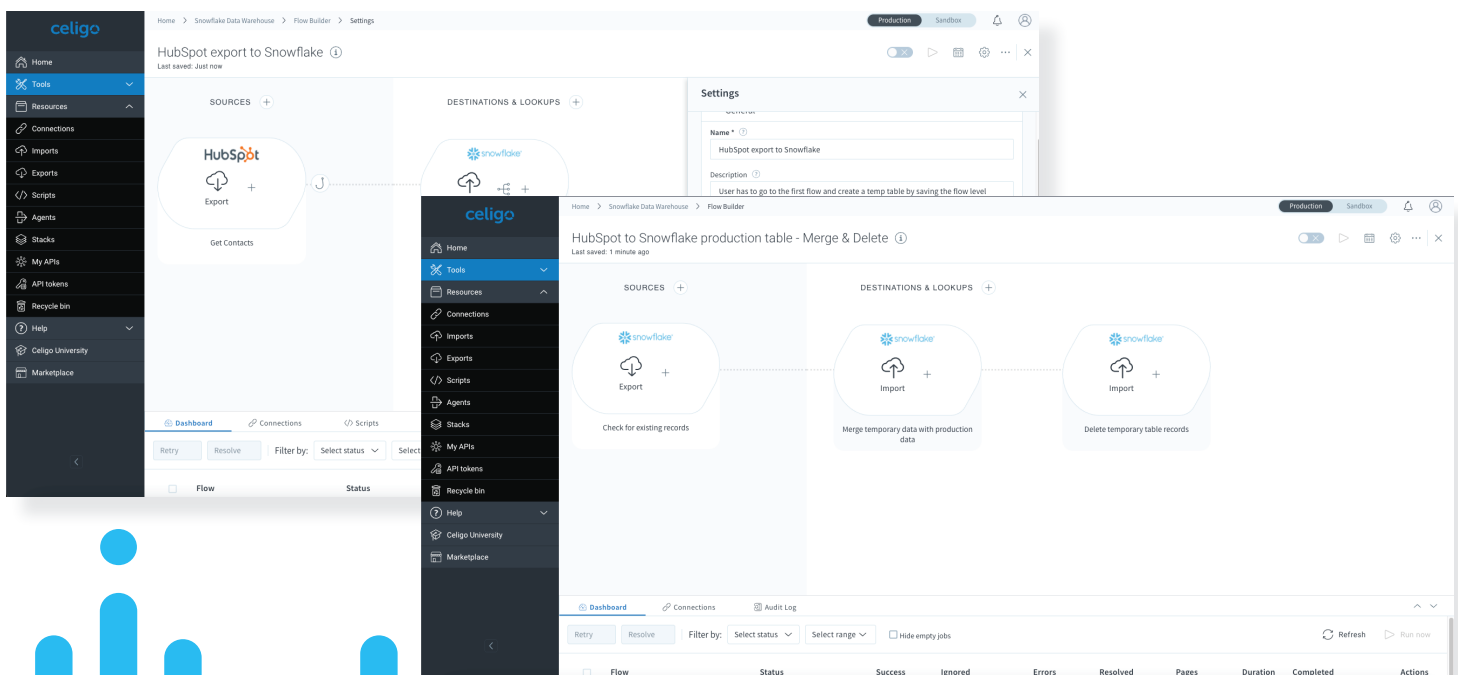 celigo
Home
Tools
Resources
Connections
Imports
Exports
Scripts
Agents
Stacks
My APIs
API tokens
Recycle bin
Help
Celigo University
Marketplace
Home > Snowflake Data Warehouse > Flow Builder > Settings
Production Sandbox
HubSpot export to Snowflake
Last saved: Just now
SOURCES
DESTINATIONS & LOOKUPS
HubSpot
Export
Get Contacts
snowflake
Settings
General
Name *
HubSpot export to Snowflake
Description
User has to go to the first flow and create a temp table by saving the flow level
Dashboard Connections Scripts
Retry Resolve Filter by: Select status Select
Flow Status
celigo
Home
Tools
Resources
Connections
Imports
Exports
Scripts
Agents
Stacks
My APIs
API tokens
Recycle bin
Help
Celigo University
Marketplace
Home > Snowflake Data Warehouse > Flow Builder
Production Sandbox
HubSpot to Snowflake production table - Merge & Delete
Last saved: 1 minute ago
SOURCES
DESTINATIONS & LOOKUPS
snowflake
Export
Check for existing records
snowflake
Import
Merge temporary data with production
data
snowflake
Import
Delete temporary table records
Dashboard Connections Audit Log
Retry Resolve Filter by: Select status Select range Hide empty jobs Refresh Run now
Flow Status Success Ignored Errors Resolved Pages Duration Completed Actions